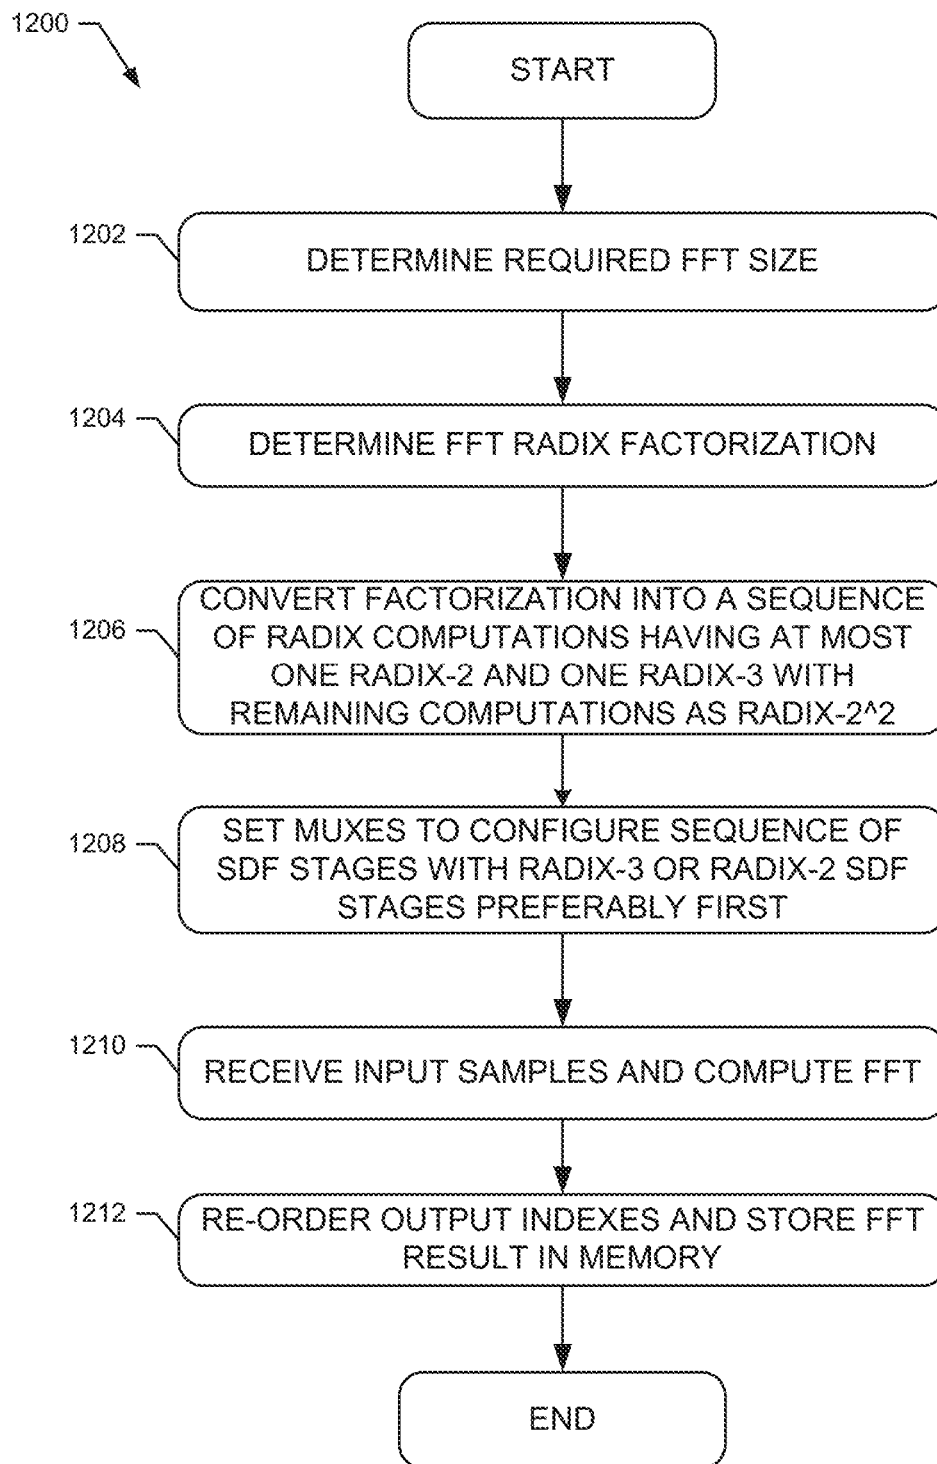 1200
START
1202
DETERMINE REQUIRED FFT SIZE
1204
DETERMINE FFT RADIX FACTORIZATION
1206
CONVERT FACTORIZATION INTO A SEQUENCE
OF RADIX COMPUTATIONS HAVING AT MOST
ONE RADIX-2 AND ONE RADIX-3 WITH
REMAINING COMPUTATIONS AS RADIX-2^2
1208
SET MUXES TO CONFIGURE SEQUENCE OF
SDF STAGES WITH RADIX-3 OR RADIX-2 SDF
STAGES PREFERABLY FIRST
1210
RECEIVE INPUT SAMPLES AND COMPUTE FFT
1212
RE-ORDER OUTPUT INDEXES AND STORE FFT
RESULT IN MEMORY
END